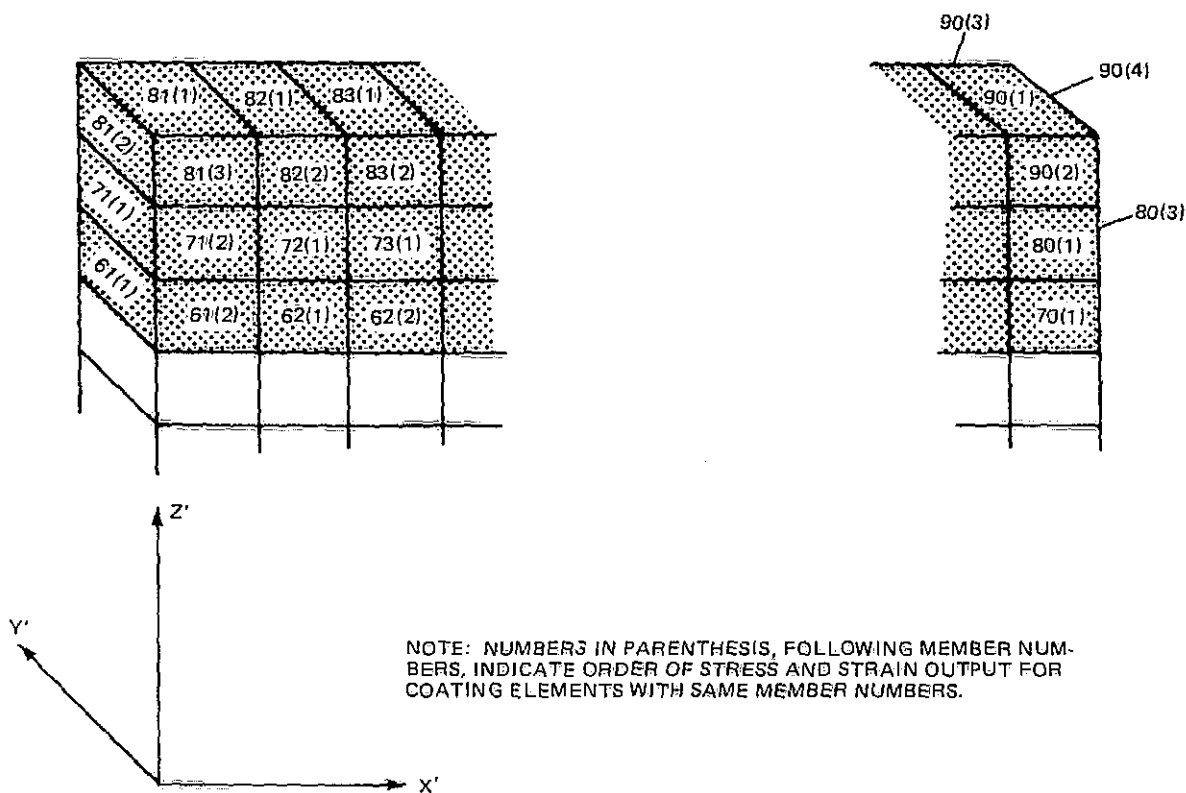 90(3)
90(4)
81(1) 82(1) 83(1) 90(1)
81(2) 81(3) 82(2) 83(2) 90(2)
71(1) 71(2) 72(1) 73(1) 80(1) 80(3)
61(1) 61(2) 62(1) 62(2) 70(1)
Z'
Y'
X'
NOTE: NUMBERS IN PARENTHESIS, FOLLOWING MEMBER NUM-
BERS, INDICATE ORDER OF STRESS AND STRAIN OUTPUT FOR
COATING ELEMENTS WITH SAME MEMBER NUMBERS.